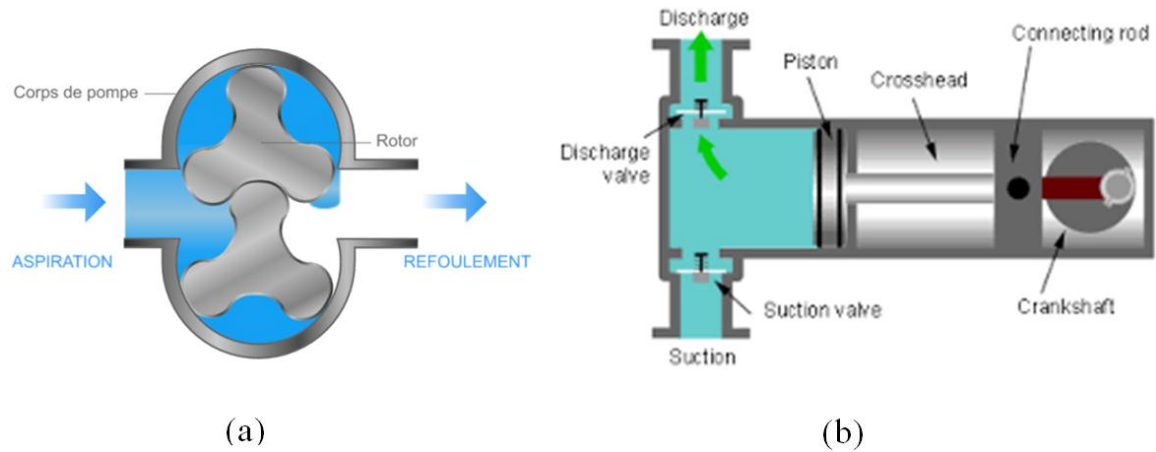 Corps de pompe
Rotor
ASPIRATION
REFOULEMENT
(a)
Discharge
Piston
Connecting rod
Crosshead
Discharge
valve
Suction valve
Crankshaft
Suction
(b)